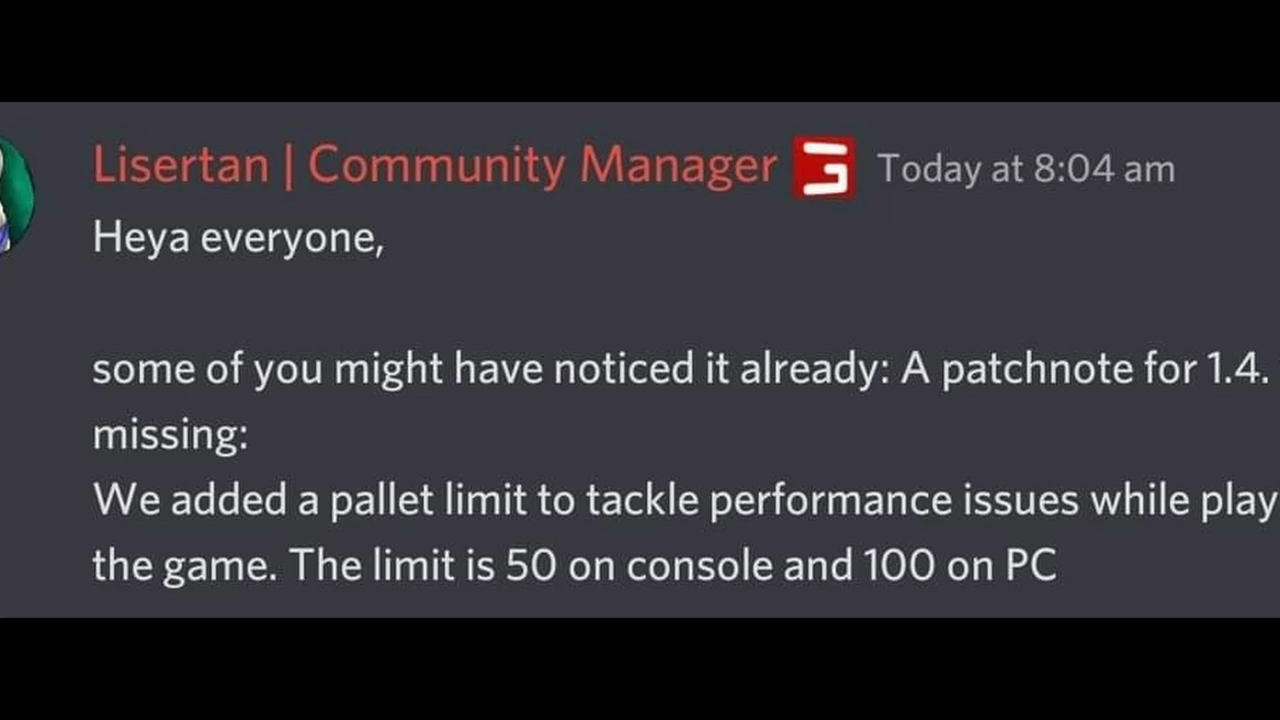 Lisertan | Community Manager Today at 8:04 am
Heya everyone,
some of you might have noticed it already: A patchnote for 1.4.
missing:
We added a pallet limit to tackle performance issues while play
the game. The limit is 50 on console and 100 on PC